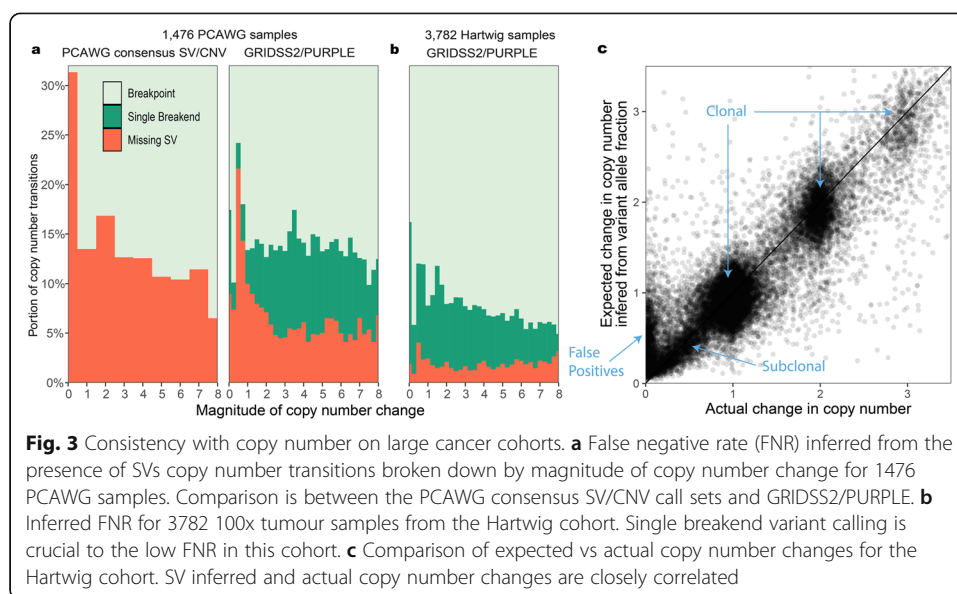 1,476 PCAWG samples
3,782 Hartwig samples
a
PCAWG consensus SV/CNV
GRIDSS2/PURPLE
b
GRIDSS2/PURPLE
c
Portion of copy number transitions
30%
25%
20%
15%
10%
5%
0%
Breakpoint
Single Breakend
Missing SV
0 1 2 3 4 5 6 7 8
0 1 2 3 4 5 6 7 8
0 1 2 3 4 5 6 7 8
Magnitude of copy number change
Expected change in copy number
infered from variant allele fraction
3
2
1
0
Clonal
Subclonal
False
Positives
0 1 2 3
Actual change in copy number
Fig. 3 Consistency with copy number on large cancer cohorts. a False negative rate (FNR) inferred from the
presence of SVs copy number transitions broken down by magnitude of copy number change for 1476
PCAWG samples. Comparison is between the PCAWG consensus SV/CNV call sets and GRIDSS2/PURPLE. b
Inferred FNR for 3782 100x tumour samples from the Hartwig cohort. Single breakend variant calling is
crucial to the low FNR in this cohort. c Comparison of expected vs actual copy number changes for the
Hartwig cohort. SV inferred and actual copy number changes are closely correlated